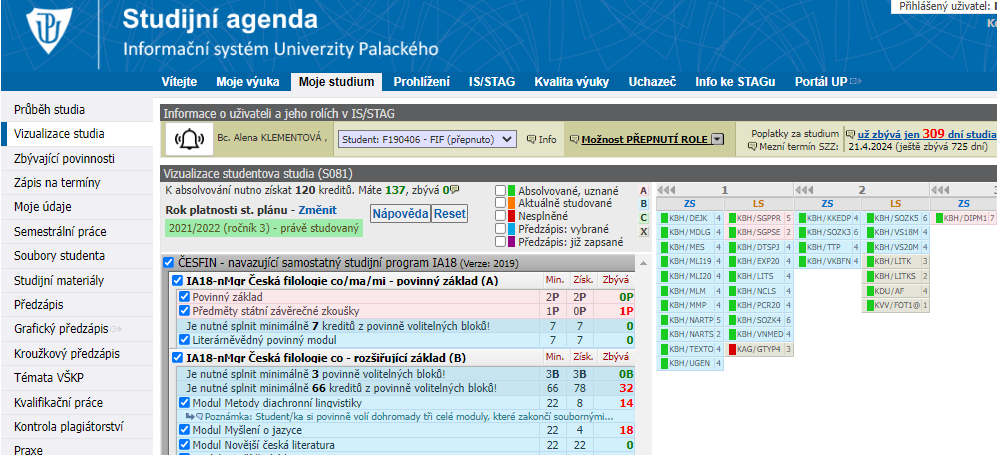 Přihlášený uživatel:
Studijní agenda
Informační systém Univerzity Palackého
Vítejte Moje výuka Moje studium Prohlížení IS/STAG Kvalita výuky Uchazeč Info ke STAGu Portál UP
Průběh studia
Vizualizace studia
Zbývající povinnosti
Zápis na termíny
Moje údaje
Semestrální práce
Soubory studenta
Studijní materiály
Předzápis
Grafický předzápis
Kroužkový předzápis
Témata VŠKP
Kvalifikační práce
Kontrola plagiátorství
Praxe
Informace o uživateli a jeho rolích v IS/STAG
Bc. Alena KLEMENTOVÁ ,
Student: F190406 - FIF (přepnuto)
Info
Možnost PŘEPNUTÍ ROLE
Poplatky za studium už zbývá jen 309 dní studia
Mezní termín SZZ: 21.4.2024 (ještě zbývá 725 dní)
Vizualizace studentova studia (S081)
K absolvování nutno získat 120 kreditů. Máte 137, zbývá 0
Rok platnosti st. plánu - Změnit
2021/2022 (ročník 3) - právě studovaný
Nápověda Reset
Absolvované, uznané
Aktuálně studované
Nesplněné
Předzápis: vybrané
Předzápis: již zapsané
A
B
C
X
ČESFIN - navazující samostatný studijní program IA18 (Verze: 2019)
IA18-nMgr Česká filologie co/ma/mi - povinný základ (A) Min. Získ. Zbývá
Povinný základ 2P 2P 0P
Předměty státní závěrečné zkoušky 1P 0P 1P
Je nutné splnit minimálně 7 kreditů z povinně volitelných bloků! 7 7 0
Literárněvědný povinný modul 7 7 0
IA18-nMgr Česká filologie co - rozšiřující základ (B) Min. Získ. Zbývá
Je nutné splnit minimálně 3 povinně volitelných bloků! 3B 3B 0B
Je nutné splnit minimálně 66 kreditů z povinně volitelných bloků! 66 78 32
Modul Metody diachronní lingvistiky 22 8 14
Poznámka: Student/ka si povinně volí dohromady tři celé moduly, které zakončí soubornými...
Modul Myšlení o jazyce 22 4 18
Modul Novější česká literatura 22 22 0
1 2 3
ZS LS ZS LS ZS
KBH/DEJK 4 KBH/SGPPR 5 KBH/KKEDP 4 KBH/SOZK5 6 KBH/DIPM1 7
KBH/MDLG 4 KBH/SGPSE 2 KBH/SOZK3 6 KBH/VS18M 4
KBH/MES 4 KBH/DTSPJ 4 KBH/TTP 4 KBH/VS20M 4
KBH/MLI19 4 KBH/EXP20 4 KBH/VKBFN 4 KBH/LITK 3
KBH/MLI20 4 KBH/LITS 4 KBH/LITKS 2
KBH/MLM 4 KBH/NCLS 4 KDU/AF 4
KBH/MMP 4 KBH/PCR20 4 KVV/FOT1@ 1
KBH/NARTP 5 KBH/SOZK4 6
KBH/NARTS 2 KBH/VNMED 4
KBH/TEXTO 4 KAG/GTYP4 3
KBH/UGEN 4